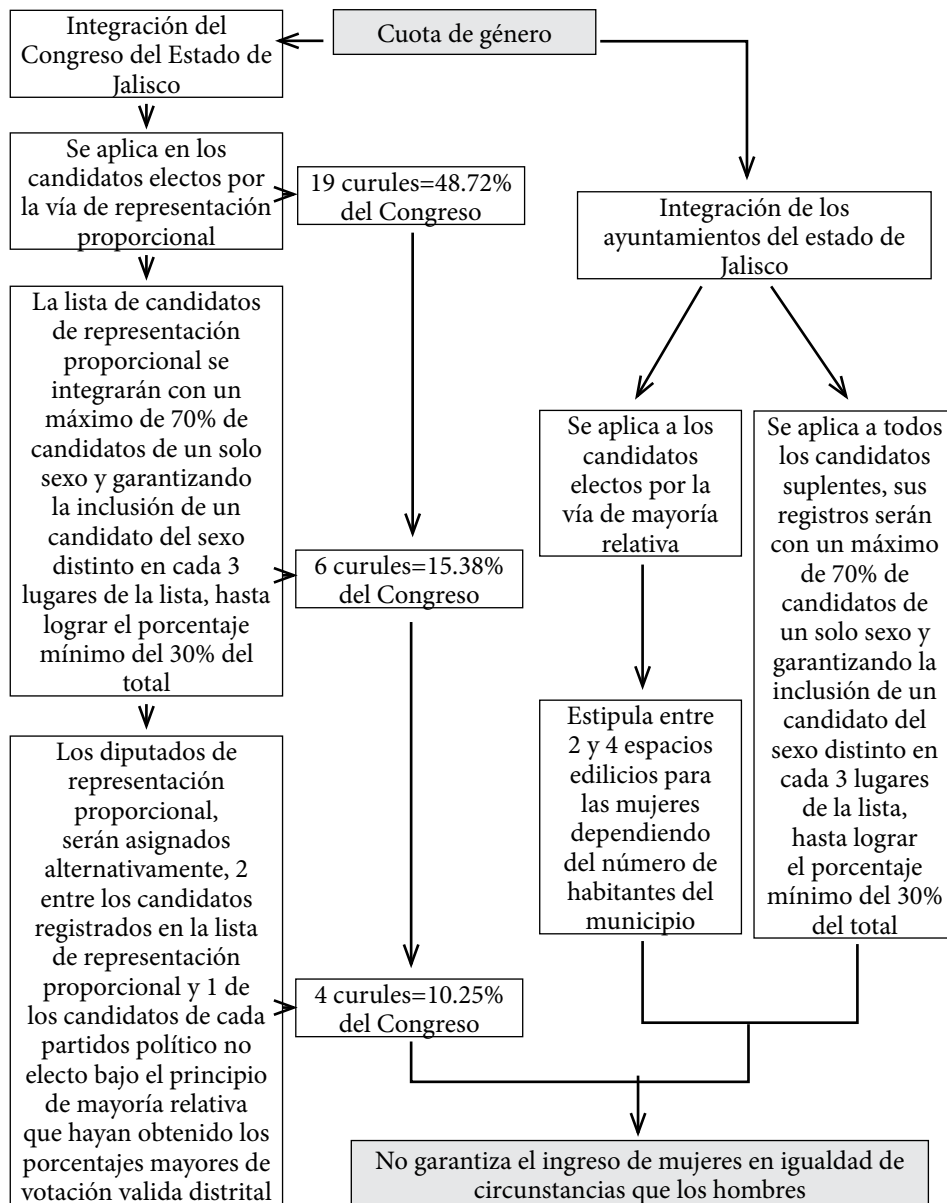 Cuota de género
Integración del
Congreso del Estado de
Jalisco
Se aplica en los
candidatos electos por
la vía de representación
proporcional
19 curules=48.72%
del Congreso
La lista de candidatos
de representación
proporcional se
integrarán con un
máximo de 70% de
candidatos de un solo
sexo y garantizando
la inclusión de un
candidato del sexo
distinto en cada 3
lugares de la lista, hasta
lograr el porcentaje
mínimo del 30% del
total
6 curules=15.38%
del Congreso
Los diputados de
representación
proporcional,
serán asignados
alternativamente, 2
entre los candidatos
registrados en la lista
de representación
proporcional y 1 de
los candidatos de cada
partidos político no
electo bajo el principio
de mayoría relativa
que hayan obtenido los
porcentajes mayores de
votación valida distrital
4 curules=10.25%
del Congreso
Integración de los
ayuntamientos del estado de
Jalisco
Se aplica a los
candidatos
electos por la
vía de mayoría
relativa
Estipula entre
2 y 4 espacios
edilicios para
las mujeres
dependiendo
del número de
habitantes del
municipio
Se aplica a todos
los candidatos
suplentes, sus
registros serán
con un máximo
de 70% de
candidatos de
un solo sexo y
garantizando la
inclusión de un
candidato del
sexo distinto en
cada 3 lugares
de la lista,
hasta lograr
el porcentaje
mínimo del 30%
del total
No garantiza el ingreso de mujeres en igualdad de
circunstancias que los hombres